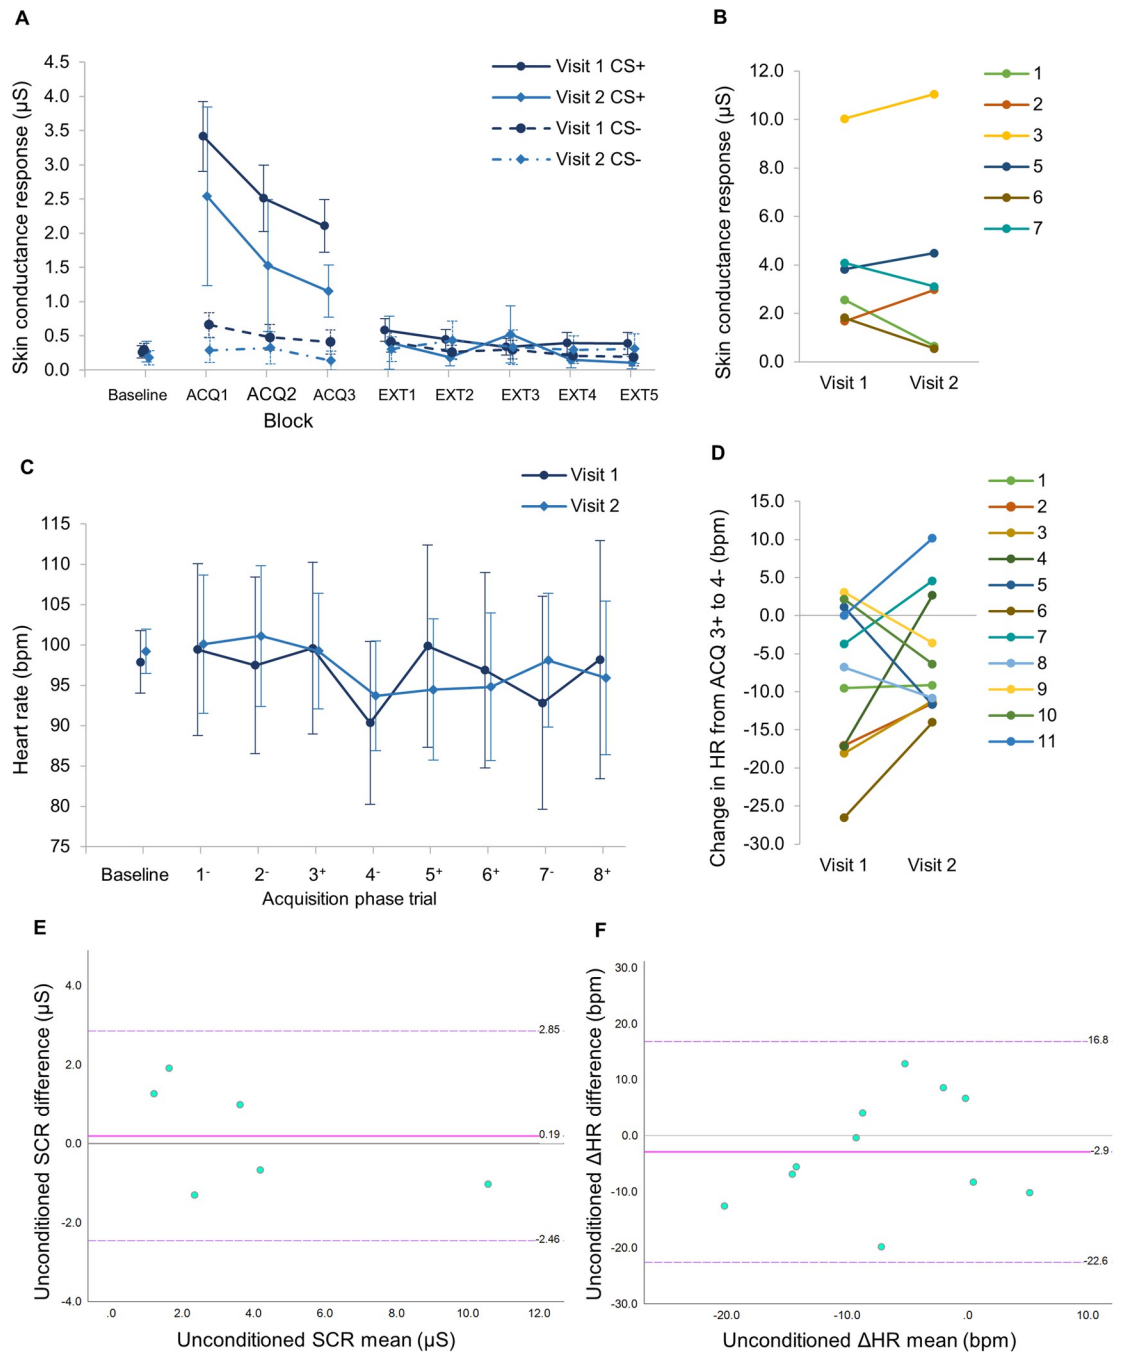 A
Skin conductance response (µS)
4.5
4.0
3.5
3.0
2.5
2.0
1.5
1.0
0.5
0.0
Visit 1 CS+
Visit 2 CS+
Visit 1 CS-
Visit 2 CS-
Baseline ACQ1 ACQ2 ACQ3 EXT1 EXT2 EXT3 EXT4 EXT5
Block
B
Skin conductance response (µS)
12.0
10.0
8.0
6.0
4.0
2.0
0.0
1
2
3
5
6
7
Visit 1 Visit 2
C
Heart rate (bpm)
115
110
105
100
95
90
85
80
75
Visit 1
Visit 2
Baseline 1- 2- 3+ 4- 5+ 6+ 7- 8+
Acquisition phase trial
D
Change in HR from ACQ 3+ to 4- (bpm)
15.0
10.0
5.0
0.0
-5.0
-10.0
-15.0
-20.0
-25.0
-30.0
1
2
3
4
5
6
7
8
9
10
11
Visit 1 Visit 2
E
Unconditioned SCR difference (µS)
4.0
2.0
0.0
-2.0
-4.0
2.85
0.19
-2.46
.0 2.0 4.0 6.0 8.0 10.0 12.0
Unconditioned SCR mean (µS)
F
Unconditioned ΔHR difference (bpm)
30.0
20.0
10.0
0.0
-10.0
-20.0
-30.0
16.8
-2.9
-22.6
-20.0 -10.0 .0 10.0
Unconditioned ΔHR mean (bpm)